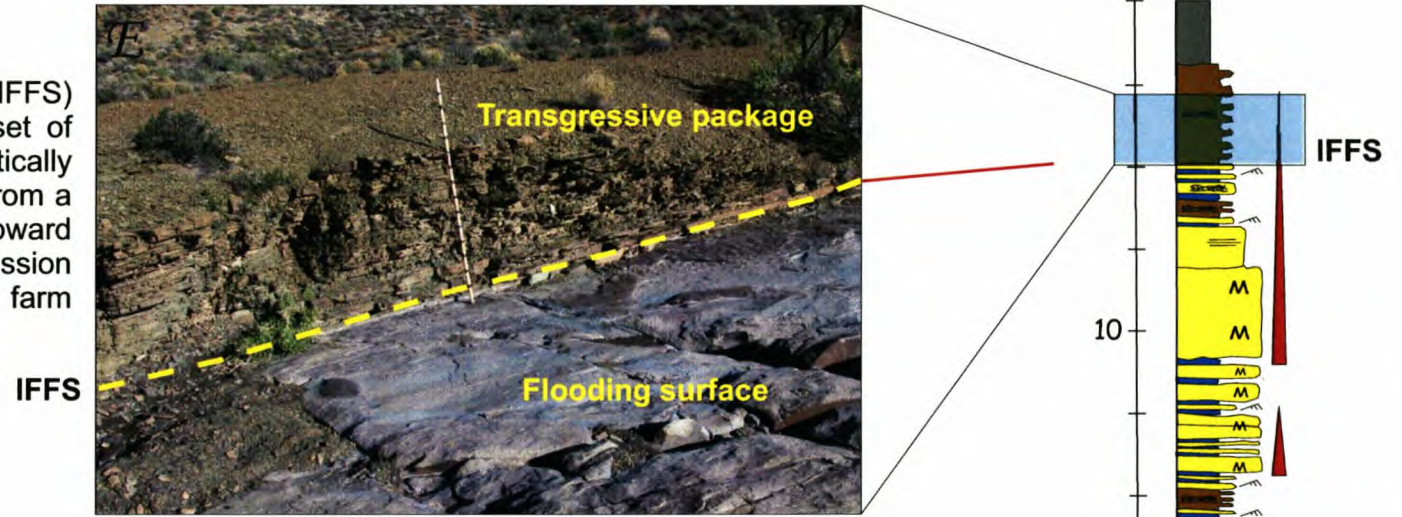 IFFS)
set of
tically
rom a
oward
ssion
farm
E
Transgressive package
IFFS
Flooding surface
IFFS
10
M
M
M
M
M
M